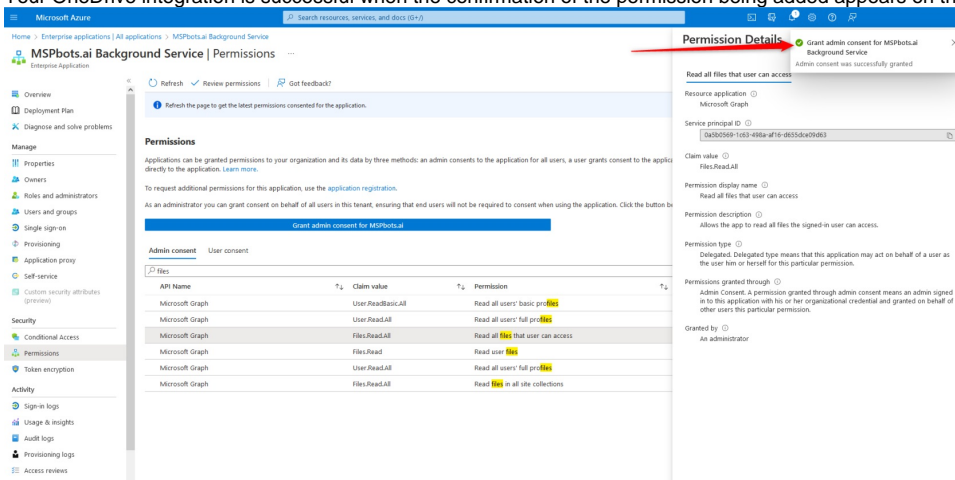 Your OneDrive integration is successful when the confirmation of the permission being added appears on th
Microsoft Azure
Search resources, services, and docs (G+/)
Home > Enterprise applications | All applications > MSPbots.ai Background Service
MSPbots.ai Background Service | Permissions ...
Enterprise Application
Overview
Deployment Plan
Diagnose and solve problems
Manage
Properties
Owners
Roles and administrators
Users and groups
Single sign-on
Provisioning
Application proxy
Self-service
Custom security attributes
(preview)
Security
Conditional Access
Permissions
Token encryption
Activity
Sign-in logs
Usage & insights
Audit logs
Provisioning logs
Access reviews
Refresh Review permissions Got feedback?
Refresh the page to get the latest permissions consented for the application.
Permissions
Applications can be granted permissions to your organization and its data by three methods: an admin consents to the application for all users, a user grants consent to the applica
directly to the application. Learn more.
To request additional permissions for this application, use the application registration.
As an administrator you can grant consent on behalf of all users in this tenant, ensuring that end users will not be required to consent when using the application. Click the button be
Grant admin consent for MSPbots.ai
Admin consent User consent
files
API Name Claim value Permission
Microsoft Graph User.ReadBasic.All Read all users' basic profiles
Microsoft Graph User.Read.All Read all users' full profiles
Microsoft Graph Files.Read.All Read all files that user can access
Microsoft Graph Files.Read Read user files
Microsoft Graph User.Read.All Read all users' full profiles
Microsoft Graph Files.Read.All Read files in all site collections
Permission Details
Grant admin consent for MSPbots.ai
Background Service
Admin consent was successfully granted
Read all files that user can access
Resource application
Microsoft Graph
Service principal ID
0a5b0569-1c63-498a-af16-d655dce09d63
Claim value
Files.Read.All
Permission display name
Read all files that user can access
Permission description
Allows the app to read all files the signed-in user can access.
Permission type
Delegated. Delegated type means that this application may act on behalf of a user as
the user him or herself for this particular permission.
Permissions granted through
Admin Consent. A permission granted through admin consent means an admin signed
in to this application with his or her organizational credential and granted on behalf of
other users this particular permission.
Granted by
An administrator